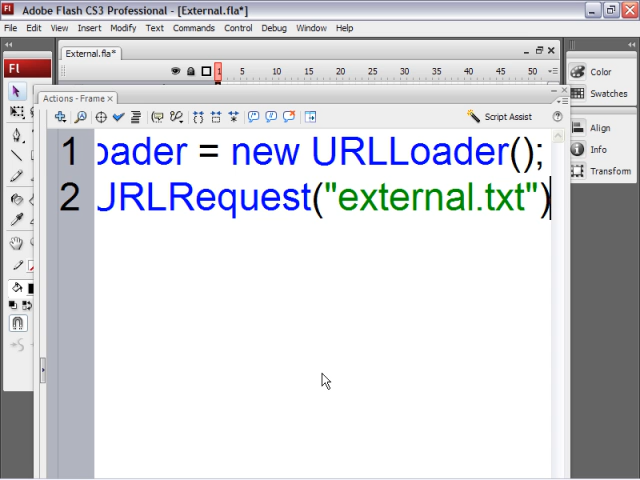 Adobe Flash CS3 Professional - [External.fla*]
File Edit View Insert Modify Text Commands Control Debug Window Help
External.fla*
Fl
1 5 10 15 20 25 30 35 40 45 50
Color
Swatches
Actions - Frame
Script Assist
Align
Info
Transform
1 oader = new URLLoader();
2 URLRequest("external.txt")